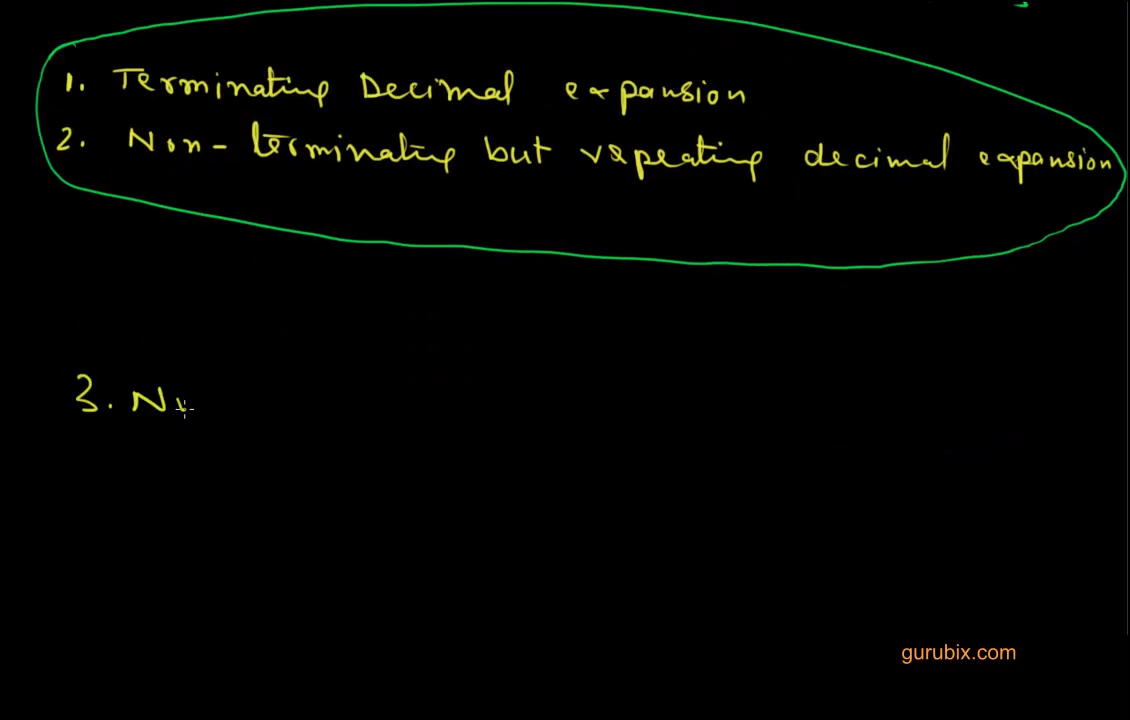 1. Terminating Decimal expansion
2. Non-terminating but repeating decimal expansion
3. N
gurubix.com